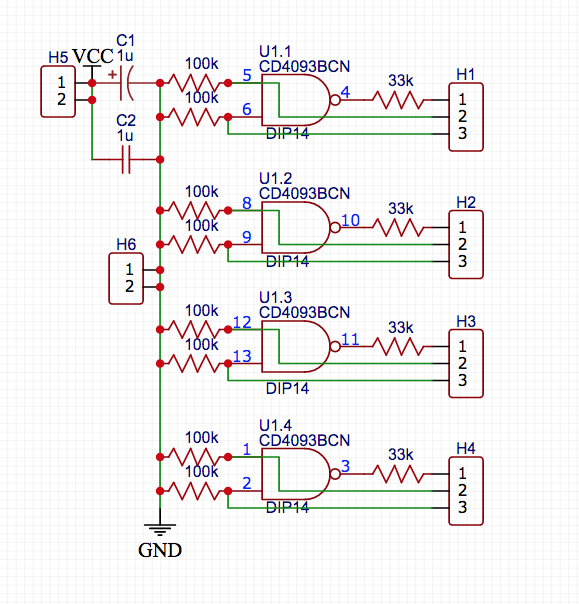 C1
1u
H5
VCC
1
2
+
C2
1u
100k
100k
5
6
U1.1
CD4093BCN
4
DIP14
33k
H1
1
2
3
100k
100k
8
9
U1.2
CD4093BCN
10
DIP14
33k
H2
1
2
3
H6
1
2
100k
100k
12
13
U1.3
CD4093BCN
11
DIP14
33k
H3
1
2
3
100k
100k
1
2
U1.4
CD4093BCN
3
DIP14
33k
H4
1
2
3
GND